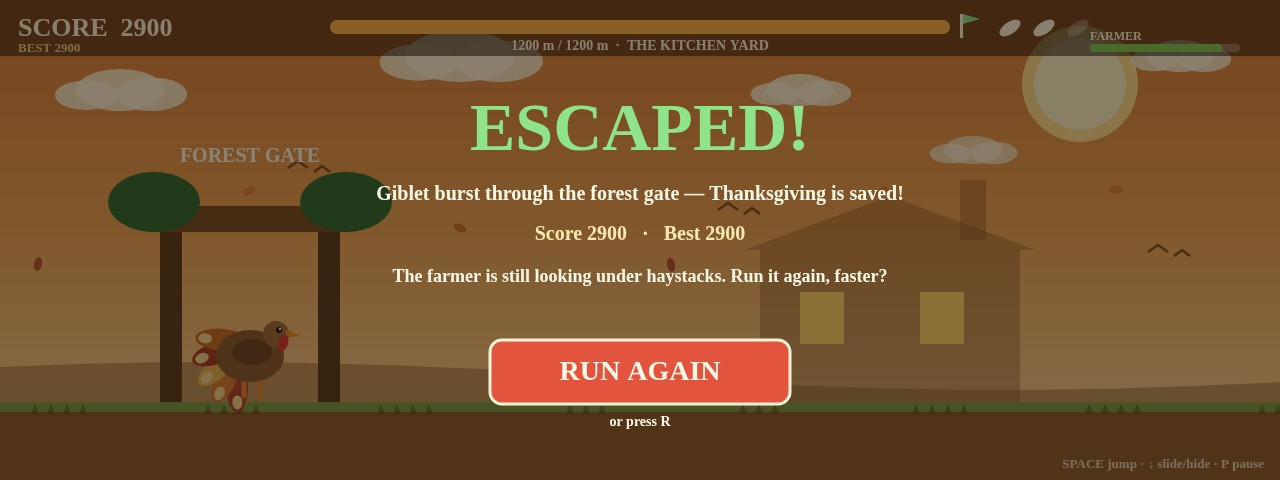 SCORE 2900
BEST 2900
1200 m / 1200 m · THE KITCHEN YARD
FARMER
ESCAPED!
FOREST GATE
Giblet burst through the forest gate — Thanksgiving is saved!
Score 2900 · Best 2900
The farmer is still looking under haystacks. Run it again, faster?
RUN AGAIN
or press R
SPACE jump · ↓ slide/hide · P pause